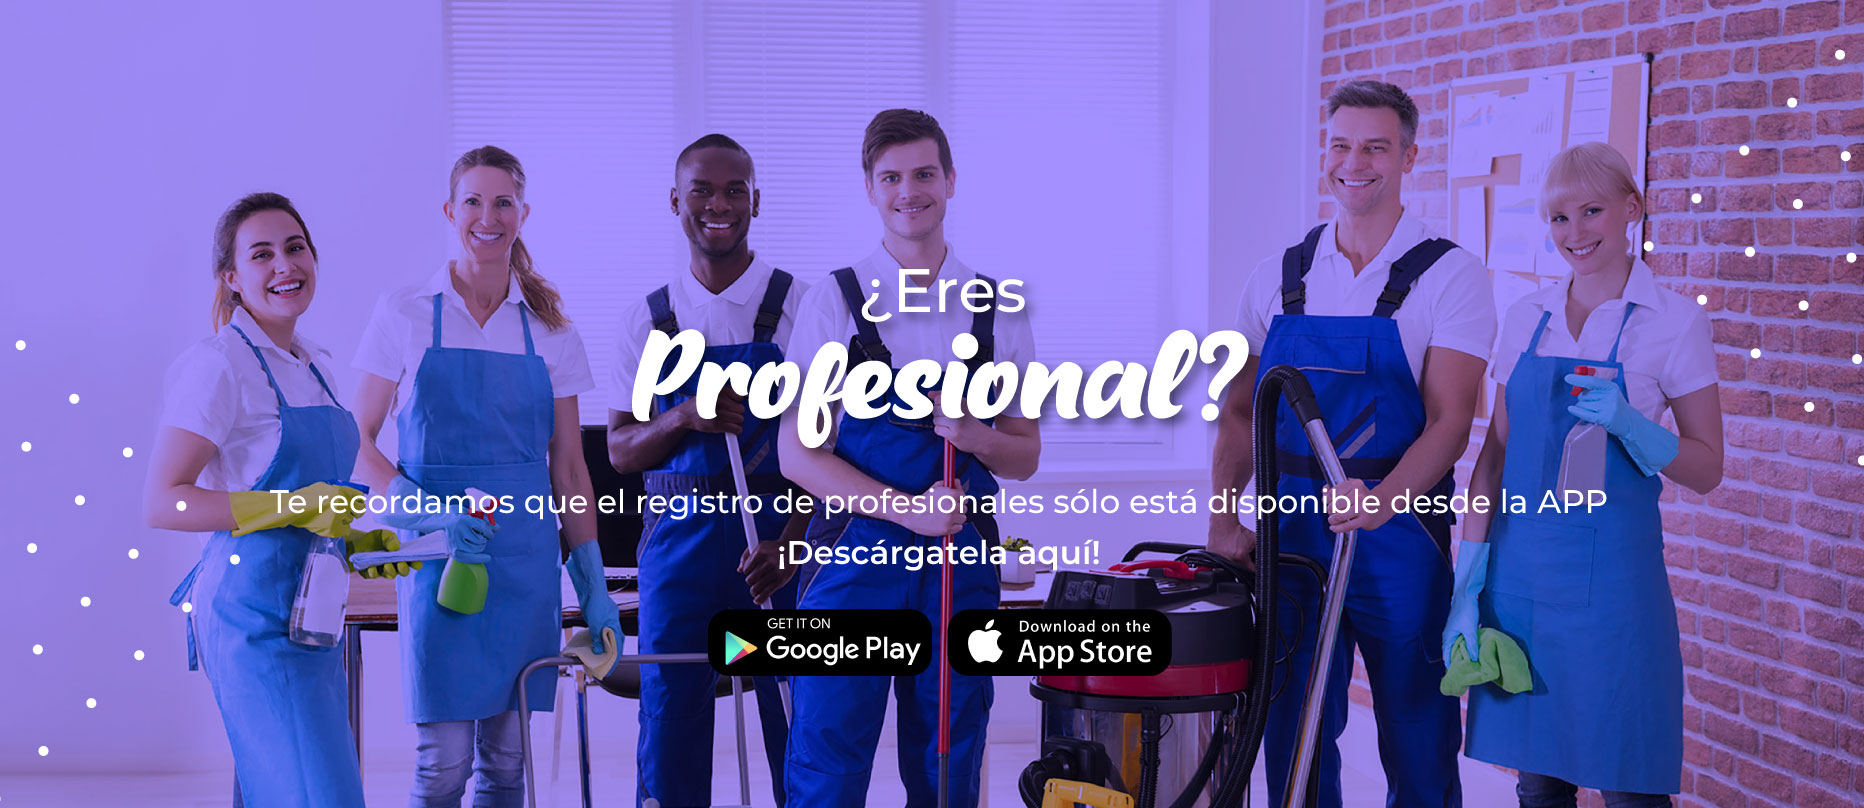 ¿Eres
Profesional?
Te recordamos que el registro de profesionales sólo está disponible desde la APP
¡Descárgatela aquí!
GET IT ON
Google Play
Download on the
App Store